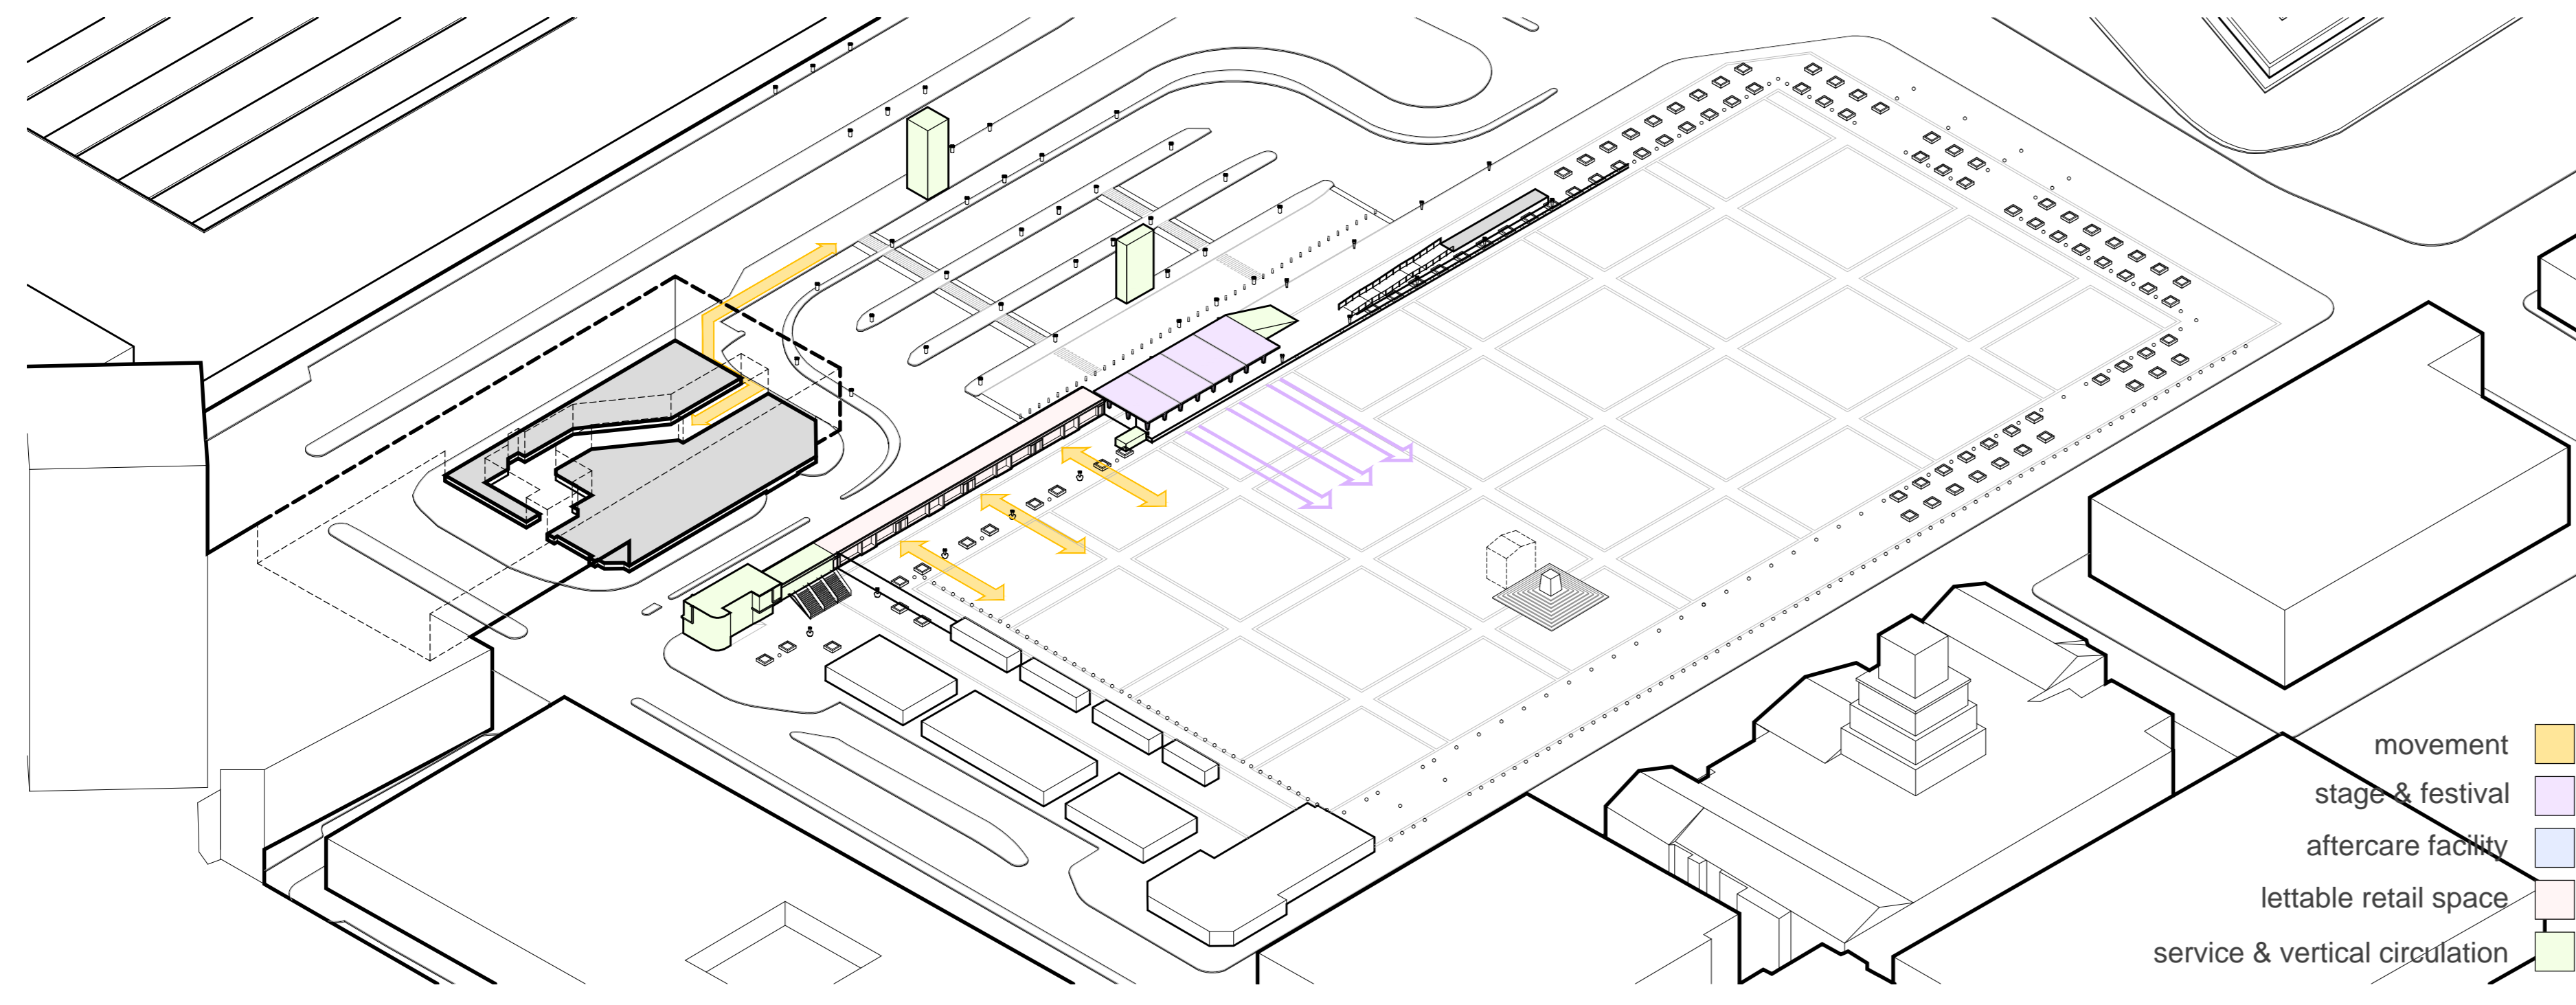 movement
stage & festival
aftercare facility
lettable retail space
service & vertical circulation